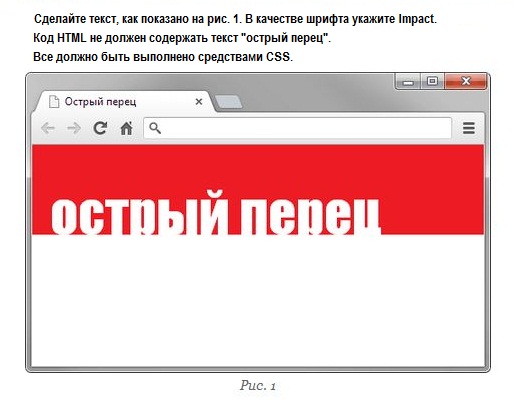 Сделайте текст, как показано на рис. 1. В качестве шрифта укажите Impact.
Код HTML не должен содержать текст "острый перец".
Все должно быть выполнено средствами CSS.
Острый перец
острый перец
Рис. 1